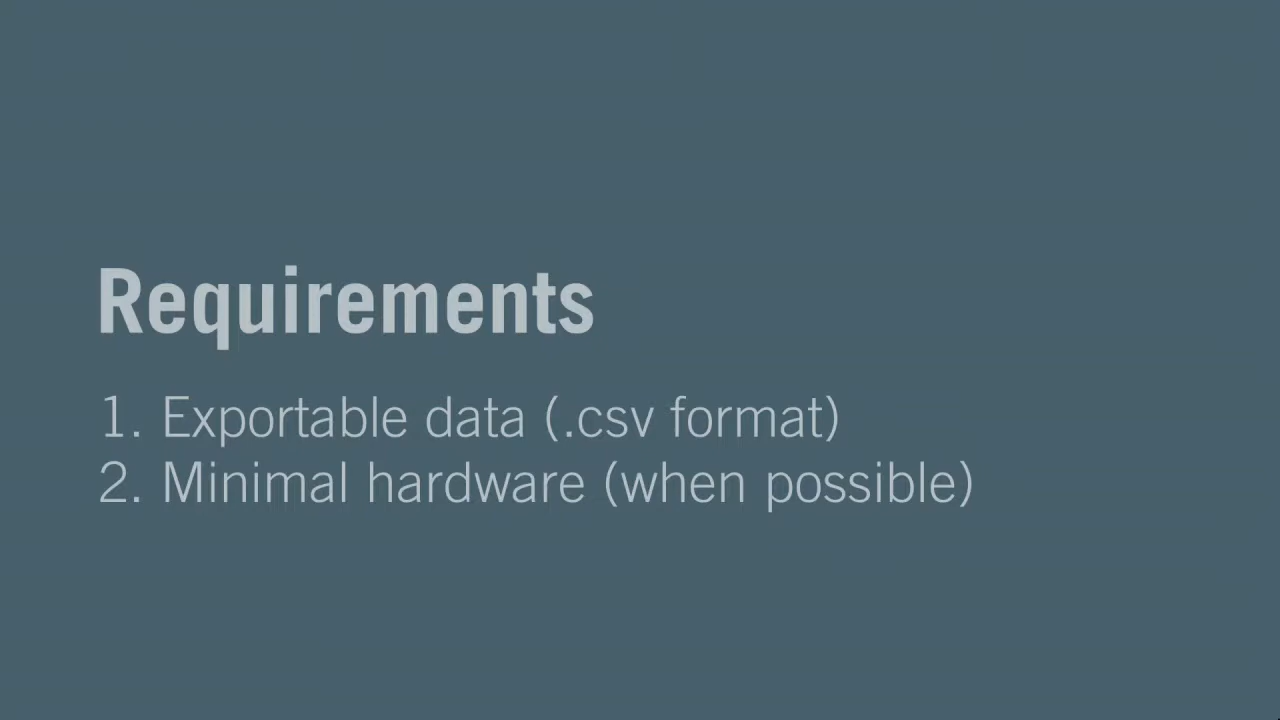 Requirements
1. Exportable data (.csv format)
2. Minimal hardware (when possible)